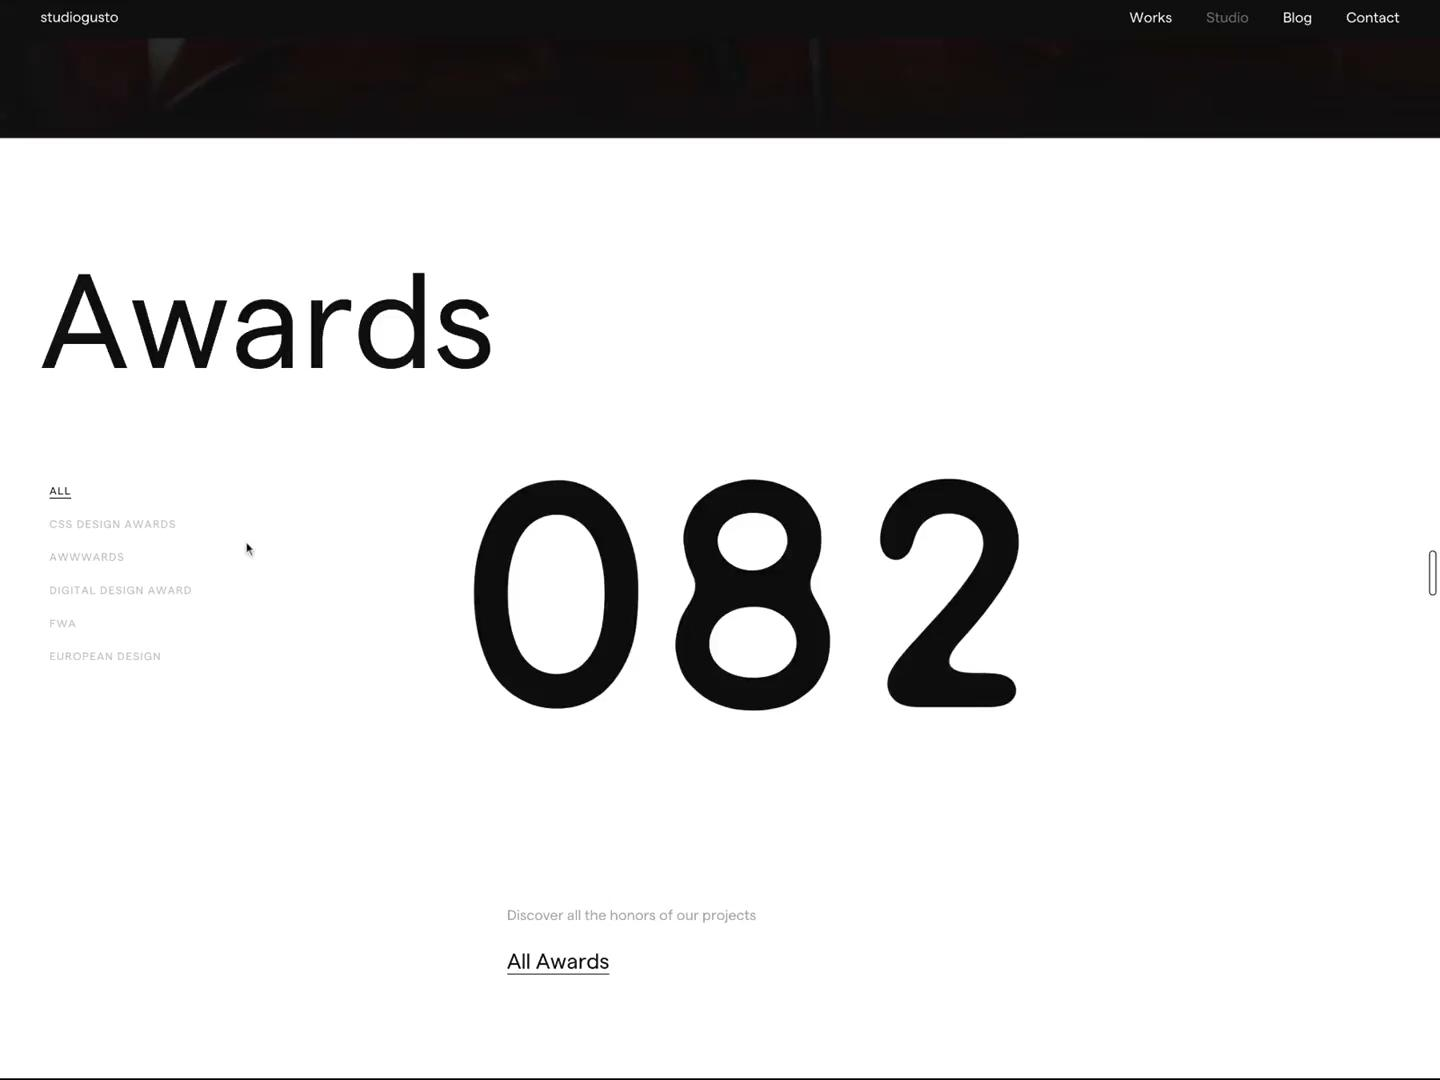 studiogusto
Works Studio Blog Contact
Awards
ALL
CSS DESIGN AWARDS
AWWWARDS
DIGITAL DESIGN AWARD
FWA
EUROPEAN DESIGN
082
Discover all the honors of our projects
All Awards